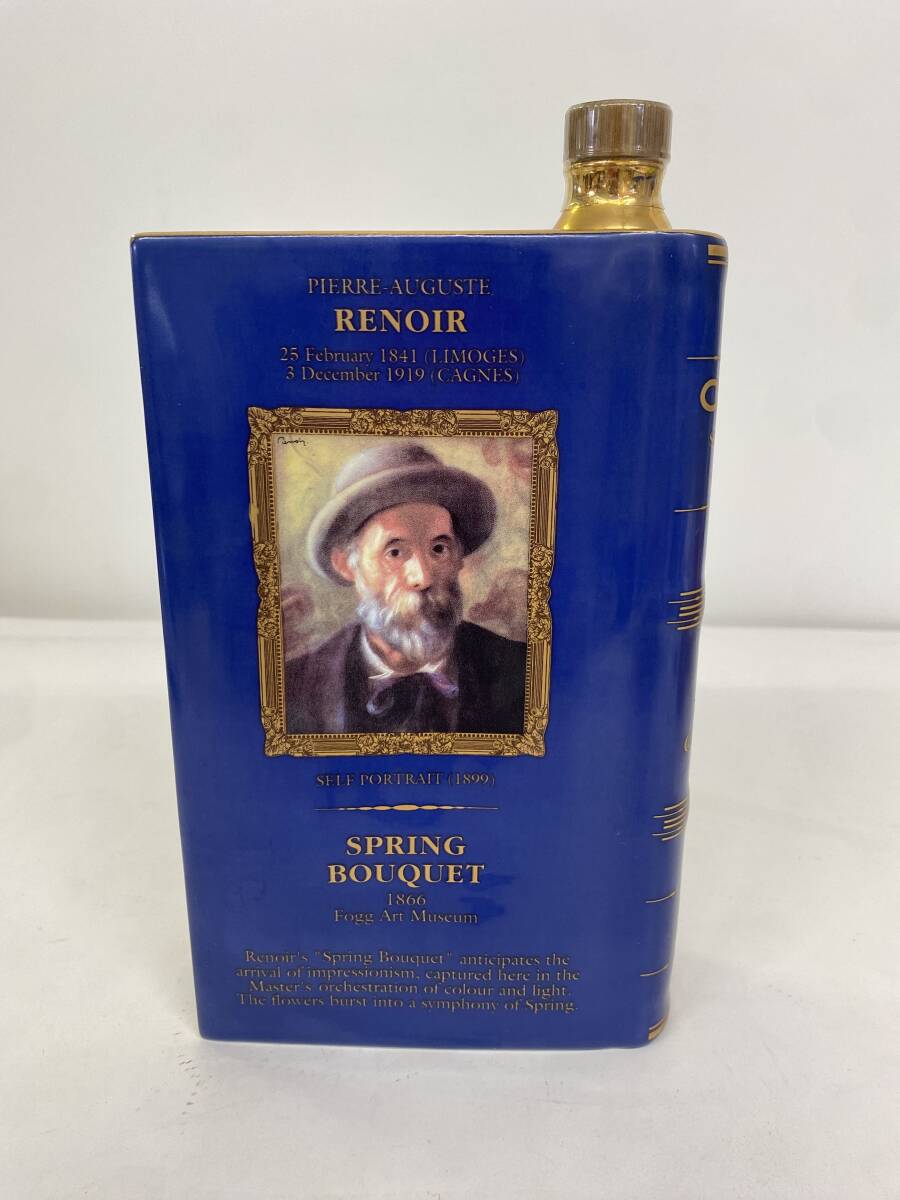 PIERRE-AUGUSTE
RENOIR
25 February 1841 (LIMOGES)
3 December 1919 (CAGNES)
Renoir.
SELF PORTRAIT (1899)
SPRING
BOUQUET
1866
Fogg Art Museum
Renoir's "Spring Bouquet" anticipates the
arrival of impressionism, captured here in the
Master's orchestration of colour and light.
The flowers burst into a symphony of Spring.